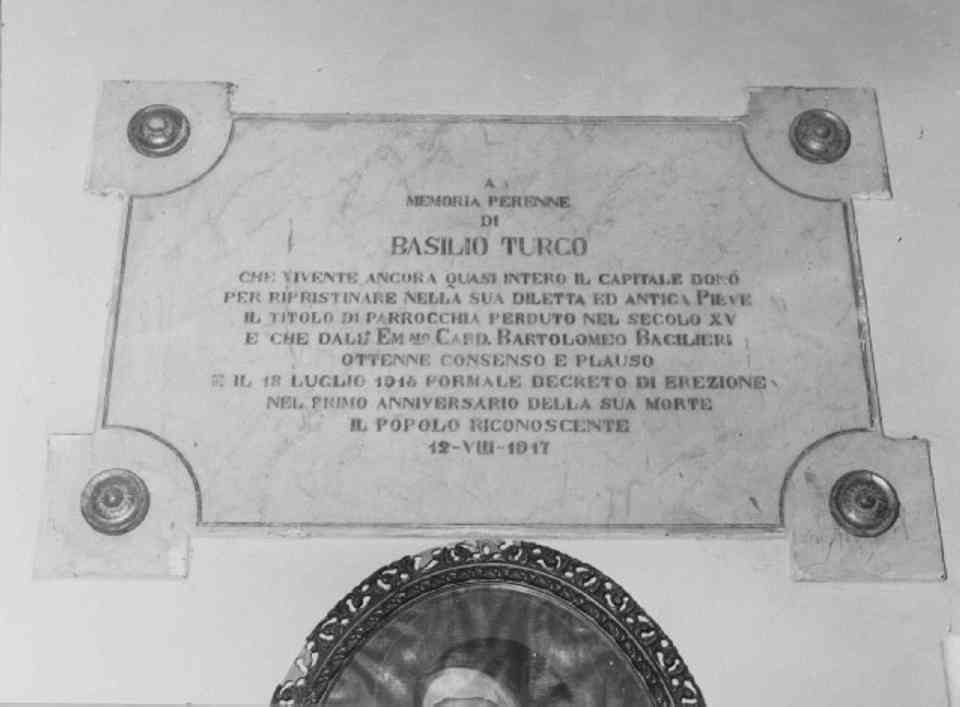 A
MEMORIA PERENNE
DI
BASILIO TURCO
CHE VIVENTE ANCORA QUASI INTERO IL CAPITALE DONÓ
PER RIPRISTINARE NELLA SUA DILETTA ED ANTICA PIEVE
IL TITOLO DI PARROCCHIA PERDUTO NEL SECOLO XV
E CHE DALL' EM.MO CARD. BARTOLOMEO BACILIERI
OTTENNE CONSENSO E PLAUSO
E IL 18 LUGLIO FORMALE DECRETO DI EREZIONE
NEL PRIMO ANNIVERSARIO DELLA SUA MORTE
IL POPOLO RICONOSCENTE
12-VIII-1917